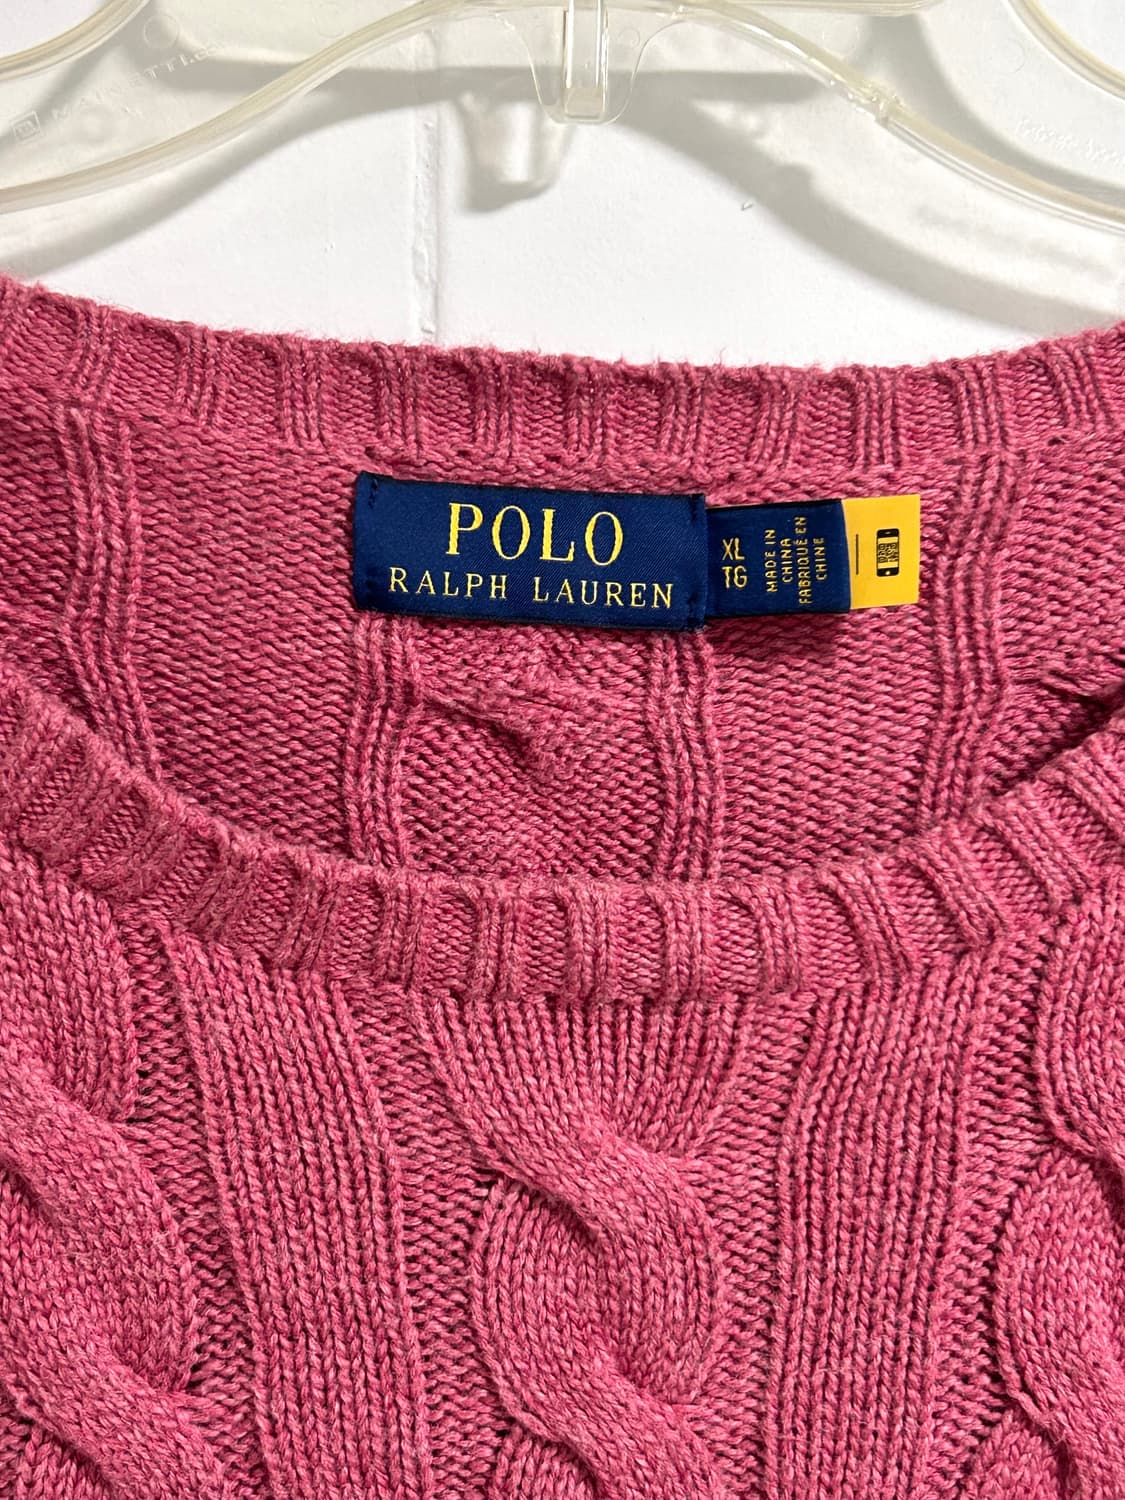 POLO
RALPH LAUREN
XL
TG
MADE IN
CHINA
FABRIQUÉ EN
CHINE